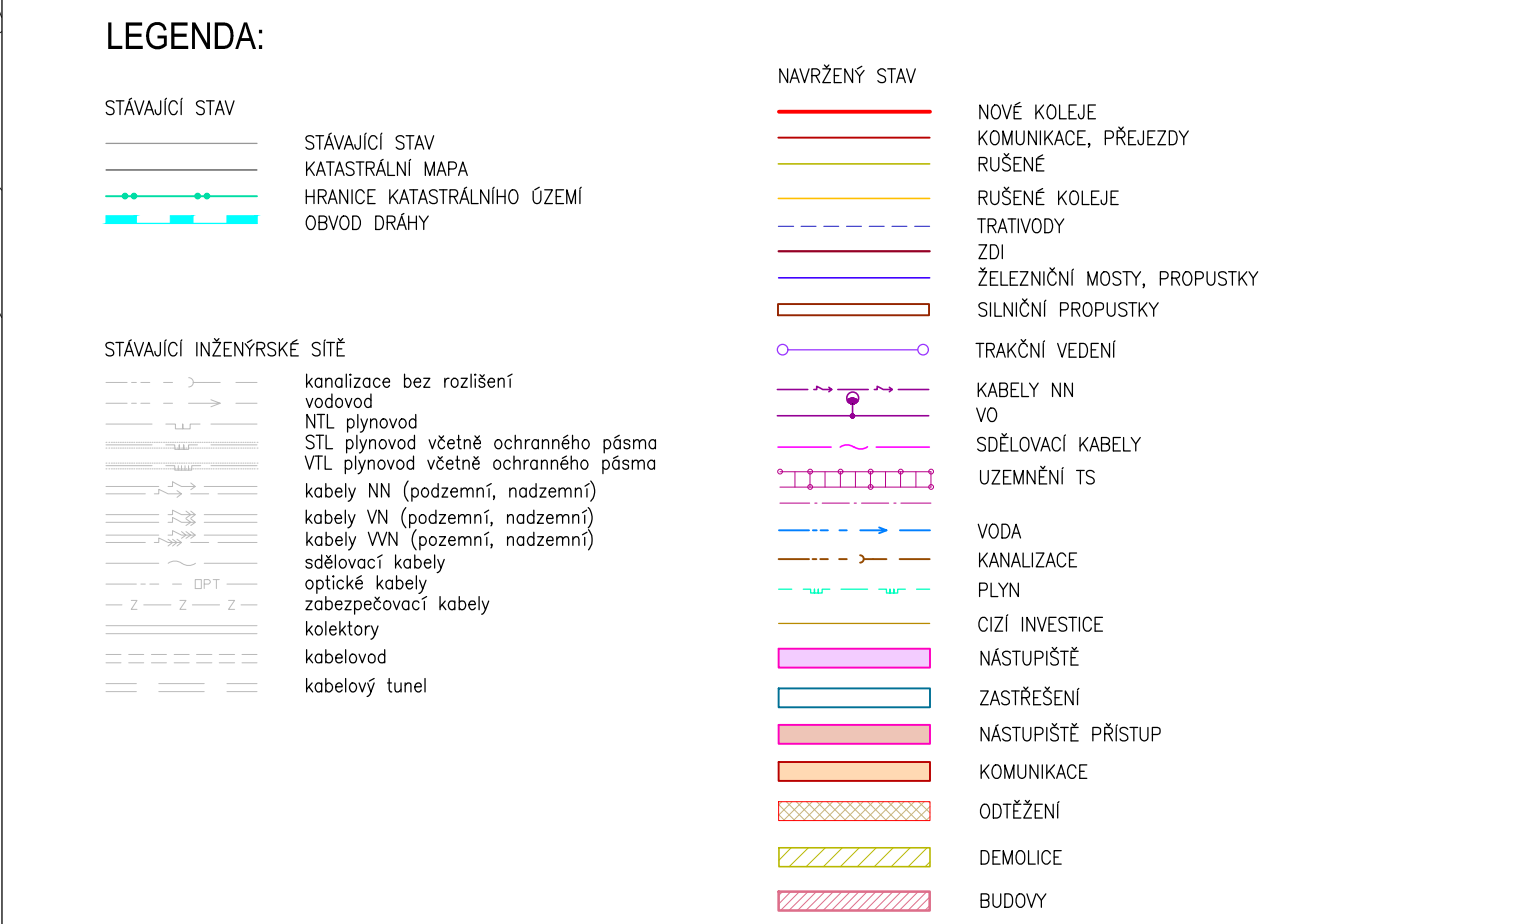 LEGENDA:
STÁVAJÍCÍ STAV
STÁVAJÍCÍ STAV
KATASTRÁLNÍ MAPA
HRANICE KATASTRÁLNÍHO ÚZEMÍ
OBVOD DRÁHY
STÁVAJÍCÍ INŽENÝRSKÉ SÍTĚ
kanalizace bez rozlišení
vodovod
NTL plynovod
STL plynovod včetně ochranného pásma
VTL plynovod včetně ochranného pásma
kabely NN (podzemní, nadzemní)
kabely VN (podzemní, nadzemní)
kabely VVN (pozemní, nadzemní)
sdělovací kabely
OPT optické kabely
Z Z Z zabezpečovací kabely
kolektory
kabelovod
kabelový tunel
NAVRŽENÝ STAV
NOVÉ KOLEJE
KOMUNIKACE, PŘEJEZDY
RUŠENÉ
RUŠENÉ KOLEJE
TRATIVODY
ZDI
ŽELEZNIČNÍ MOSTY, PROPUSTKY
SILNIČNÍ PROPUSTKY
TRAKČNÍ VEDENÍ
KABELY NN
VO
SDĚLOVACÍ KABELY
UZEMNĚNÍ TS
VODA
KANALIZACE
PLYN
CIZÍ INVESTICE
NÁSTUPIŠTĚ
ZASTŘEŠENÍ
NÁSTUPIŠTĚ PŘÍSTUP
KOMUNIKACE
ODTĚŽENÍ
DEMOLICE
BUDOVY